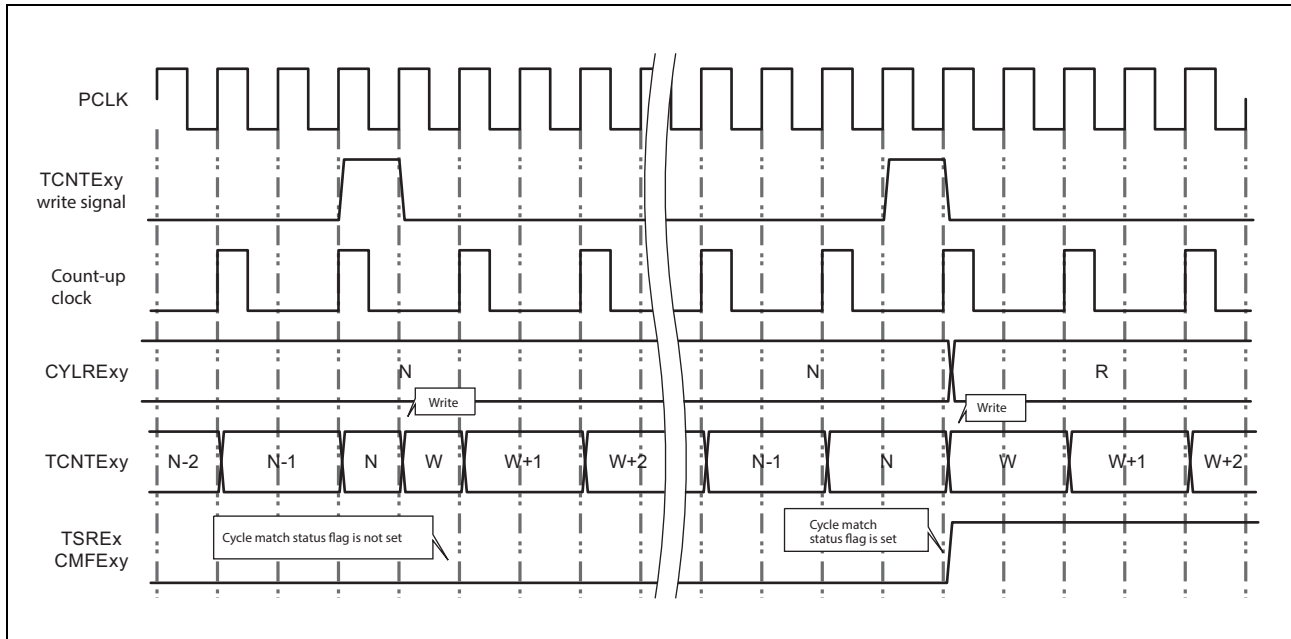 PCLK
TCNTExy
write signal
Count-up
clock
CYLRExy
N
N
R
Write
Write
TCNTExy
N-2
N-1
N
W
W+1
W+2
N-1
N
W
W+1
W+2
TSREx
CMFExy
Cycle match status flag is not set
Cycle match
status flag is set